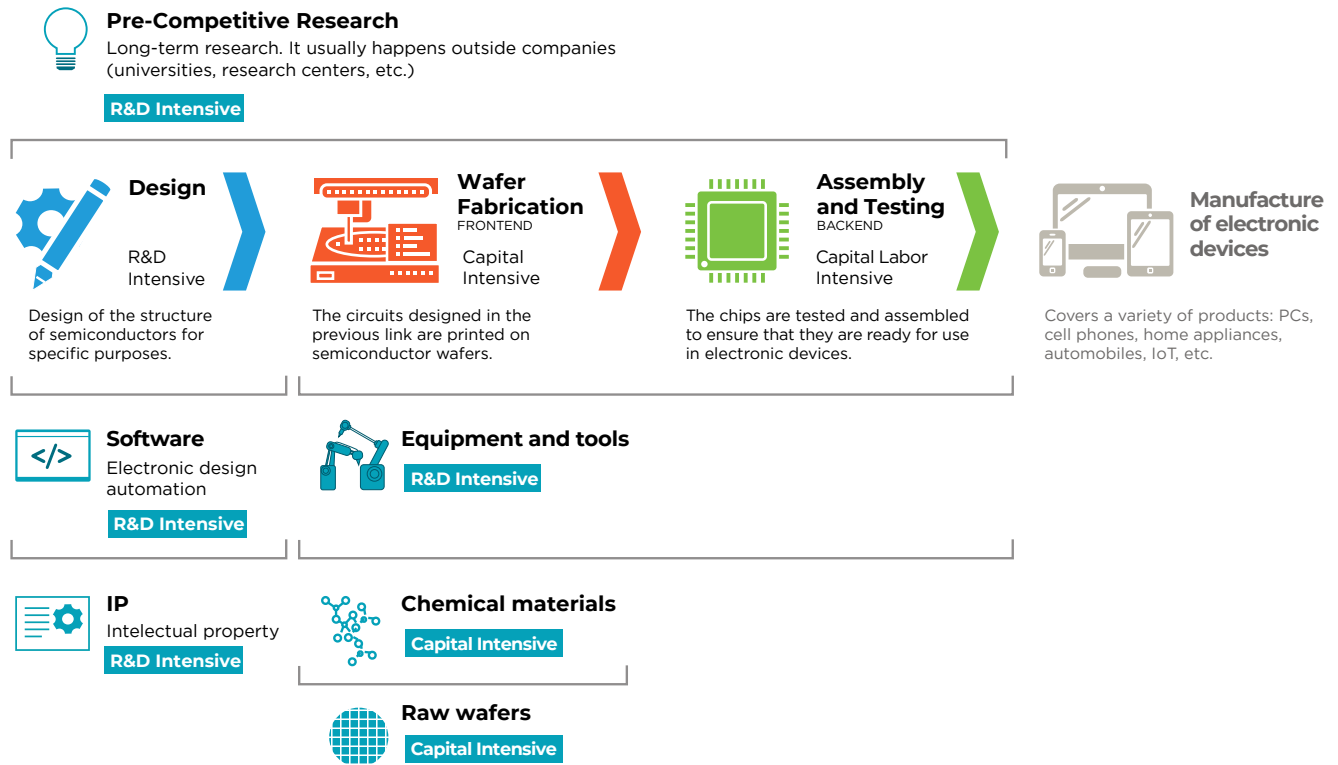 Pre-Competitive Research
Long-term research. It usually happens outside companies
(universities, research centers, etc.)
R&D Intensive
Design
R&D
Intensive
Design of the structure
of semiconductors for
specific purposes.
Wafer
Fabrication
FRONTEND
Capital
Intensive
The circuits designed in the
previous link are printed on
semiconductor wafers.
Assembly
and Testing
BACKEND
Capital Labor
Intensive
The chips are tested and assembled
to ensure that they are ready for use
in electronic devices.
Manufacture
of electronic
devices
Covers a variety of products: PCs,
cell phones, home appliances,
automobiles, IoT, etc.
</>
Software
Electronic design
automation
R&D Intensive
Equipment and tools
R&D Intensive
IP
Intelectual property
R&D Intensive
Chemical materials
Capital Intensive
Raw wafers
Capital Intensive